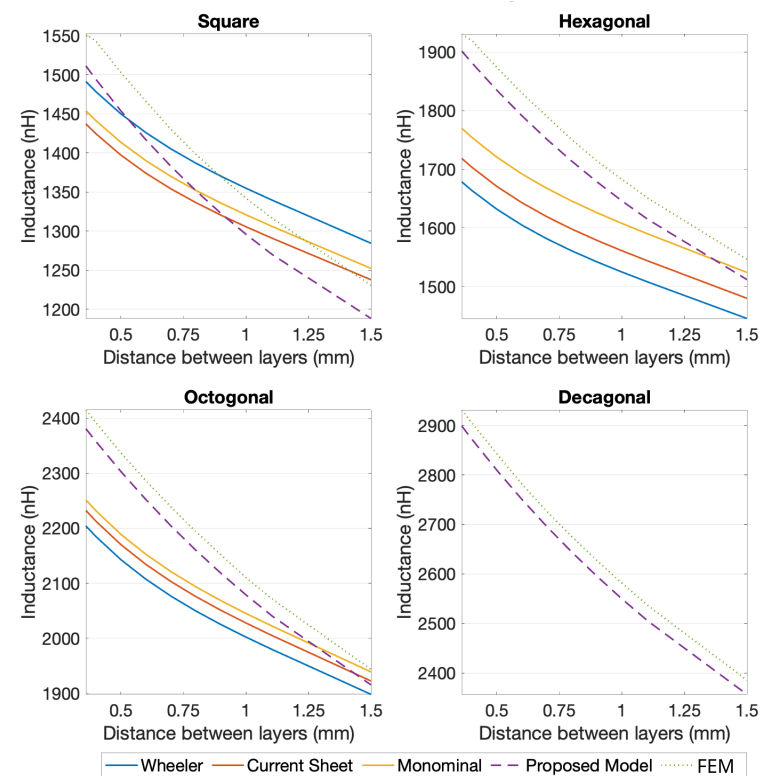 Square
Inductance (nH)
1550
1500
1450
1400
1350
1300
1250
1200
0.5 0.75 1 1.25 1.5
Distance between layers (mm)
Hexagonal
Inductance (nH)
1900
1800
1700
1600
1500
0.5 0.75 1 1.25 1.5
Distance between layers (mm)
Octogonal
Inductance (nH)
2400
2300
2200
2100
2000
1900
0.5 0.75 1 1.25 1.5
Distance between layers (mm)
Decagonal
Inductance (nH)
2900
2800
2700
2600
2500
2400
0.5 0.75 1 1.25 1.5
Distance between layers (mm)
Wheeler Current Sheet Monominal Proposed Model FEM